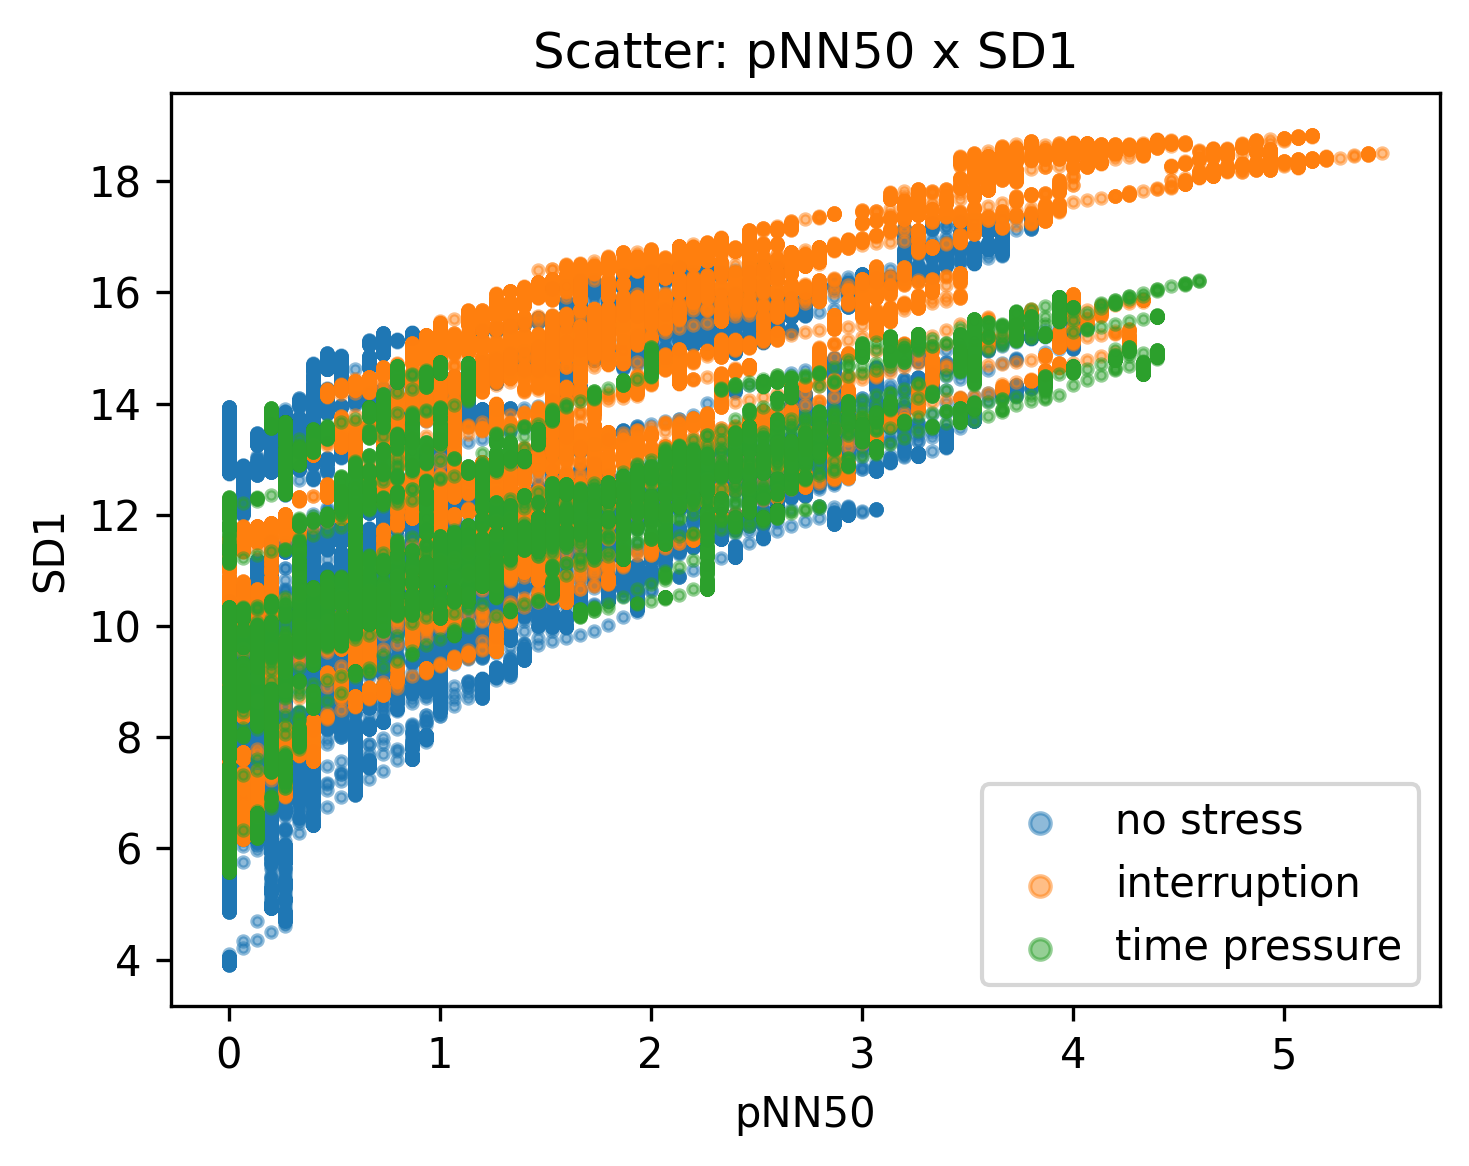 Scatter: pNN50 x SD1
18
16
14
12
10
8
6
4
SD1
0 1 2 3 4 5
pNN50
no stress
interruption
time pressure